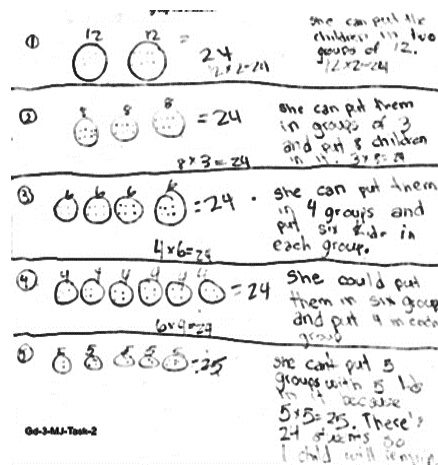 ① 12 12 =
24
12×2=24
she can put the
children in two
groups of 12.
12×2=24
② 8 8 8 = 24
8×3=24
she can put them
in groups of 3
and put 8 children
in it. 3×8=24
③ 6 6 6 6 = 24.
4×6=24
she can put them
in 4 groups and
put six kids in
each group.
④ 4 4 4 4 4 4 = 24
6×4=24
She could put
them in six group
and put 4 in each
group
⑤ 5 5 5 5 5 = 25
she can't put 5
groups with 5 kids
in it because
5×5=25. There's
24 so
1 child will
Gd-3-MJ-Task-2